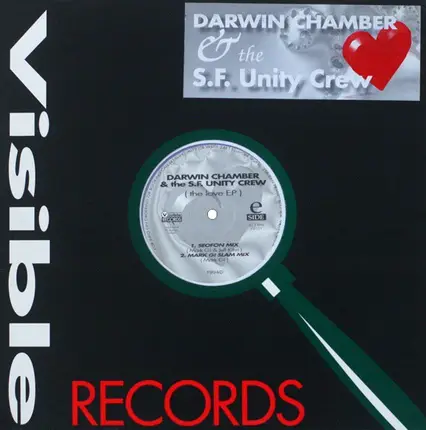 DARWIN CHAMBER
& the
S.F. Unity Crew
Visible
DARWIN CHAMBER
& the S.F. UNITY CREW
( the love EP )
e
SIDE
1. SEOFON MIX
2. MARK GI SLAM MIX
RECORDS